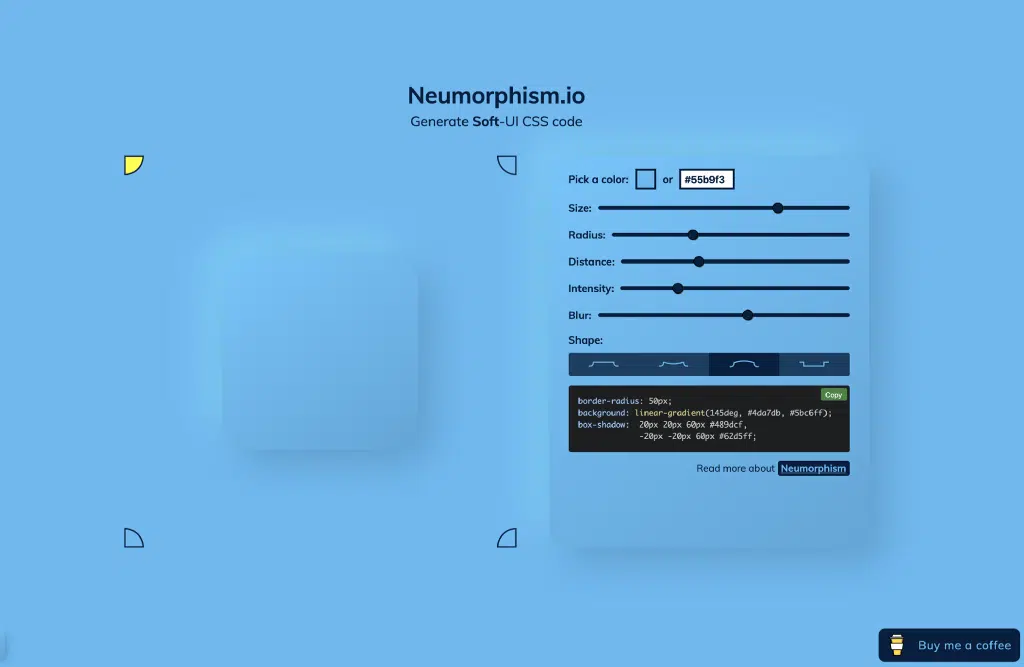 Neumorphism.io
Generate Soft-UI CSS code
Pick a color: or #55b9f3
Size:
Radius:
Distance:
Intensity:
Blur:
Shape:
Copy
border-radius: 50px;
background: linear-gradient(145deg, #4da7db, #5bc6ff);
box-shadow: 20px 20px 60px #489dcf,
-20px -20px 60px #62d5ff;
Read more about Neumorphism
Buy me a coffee